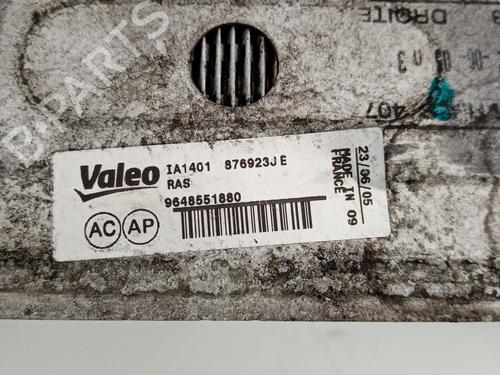 DROITE
407
Valeo
IA1401 876923J E
RAS
9648551880
AC AP
23/06/05
MADE IN 09
FRANCE